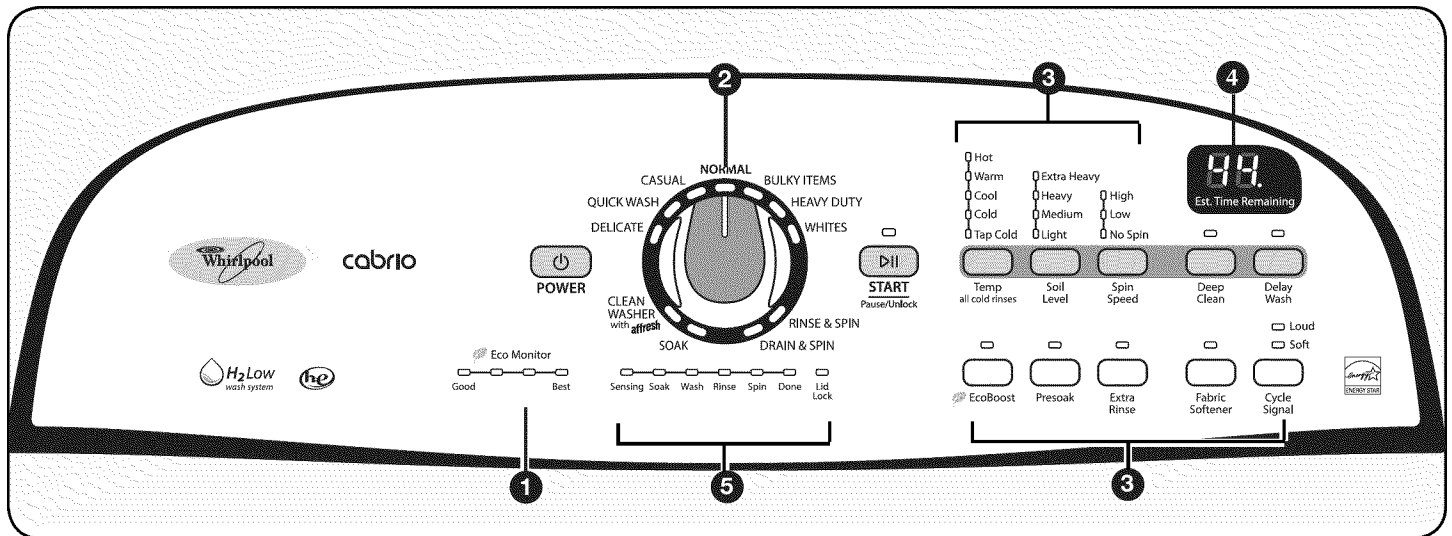 2
3
4
NORMAL
CASUAL
BULKY ITEMS
QUICK WASH
HEAVY DUTY
DELICATE
WHITES
Hot
Warm
Cool
Cold
Tap Cold
Extra Heavy
Heavy
Medium
Light
High
Low
No Spin
44.
Est. Time Remaining
Whirlpool
cabrio
POWER
START
Pause/Unlock
Temp
all cold rinses
Soil
Level
Spin
Speed
Deep
Clean
Delay
Wash
CLEAN
WASHER
with affresh
SOAK
RINSE & SPIN
DRAIN & SPIN
Loud
Soft
H2Low
wash system
he
Eco Monitor
Good
Best
Sensing
Soak
Wash
Rinse
Spin
Done
Lid
Lock
EcoBoost
Presoak
Extra
Rinse
Fabric
Softener
Cycle
Signal
energy
ENERGY STAR
1
5
3